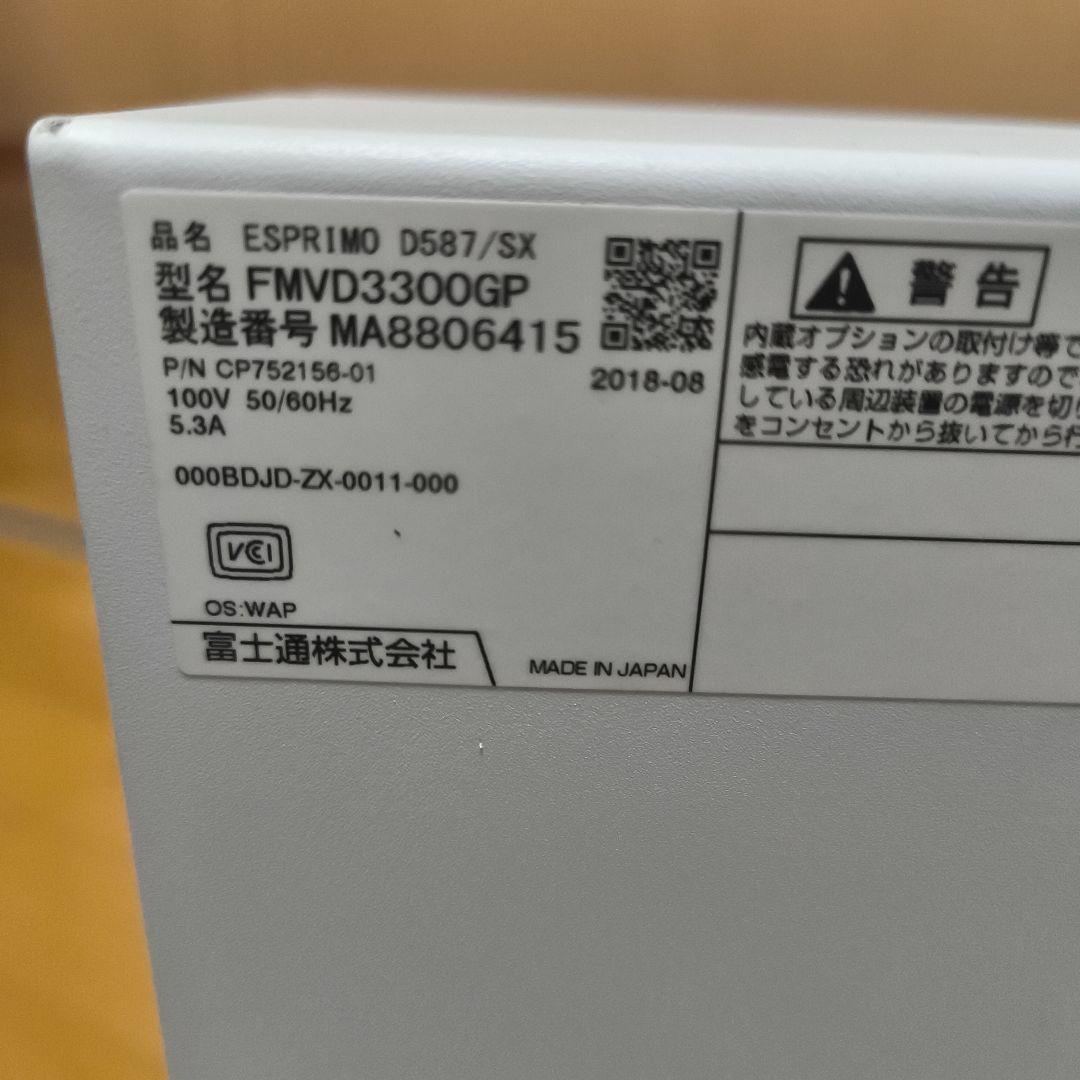 品名 ESPRIMO D587/SX
型名 FMVD3300GP
製造番号 MA8806415
P/N CP752156-01
2018-08
100V 50/60Hz
5.3A
000BDJD-ZX-0011-000
VCCI
OS:WAP
富士通株式会社
MADE IN JAPAN
警告
内蔵オプションの取付け等で
感電する恐れがありますので
している周辺装置の電源を切り
をコンセントから抜いてから行